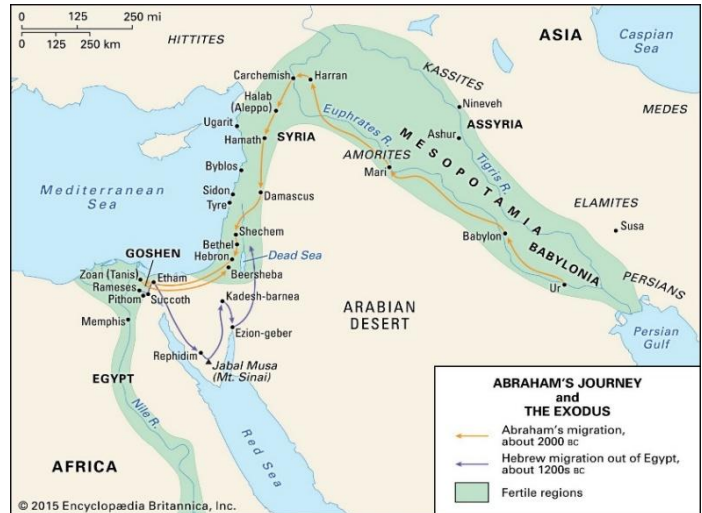 0 125 250 mi
0 125 250 km
HITTITES
ASIA
Caspian
Sea
Carchemish
Harran
KASSITES
Halab
(Aleppo)
Nineveh
MEDES
Ugarit
Euphrates R.
ASSYRIA
Hamath
SYRIA
Ashur
MESOPOTAMIA
AMORITES
Tigris R.
Byblos
Mari
Mediterranean
Sea
Sidon
Damascus
Tyre
ELAMITES
Susa
Shechem
GOSHEN
Bethel
Dead Sea
Babylon
BABYLONIA
Hebron
Zoan (Tanis)
Etham
Beersheba
PERSIANS
Rameses
Ur
Pithom
Succoth
Kadesh-barnea
ARABIAN
DESERT
Memphis
Ezion-geber
Persian
Gulf
Rephidim
Jabal Musa
(Mt. Sinai)
EGYPT
Nile R.
Red Sea
AFRICA
ABRAHAM'S JOURNEY
and
THE EXODUS
Abraham's migration,
about 2000 BC
Hebrew migration out of Egypt,
about 1200s BC
Fertile regions
© 2015 Encyclopædia Britannica, Inc.